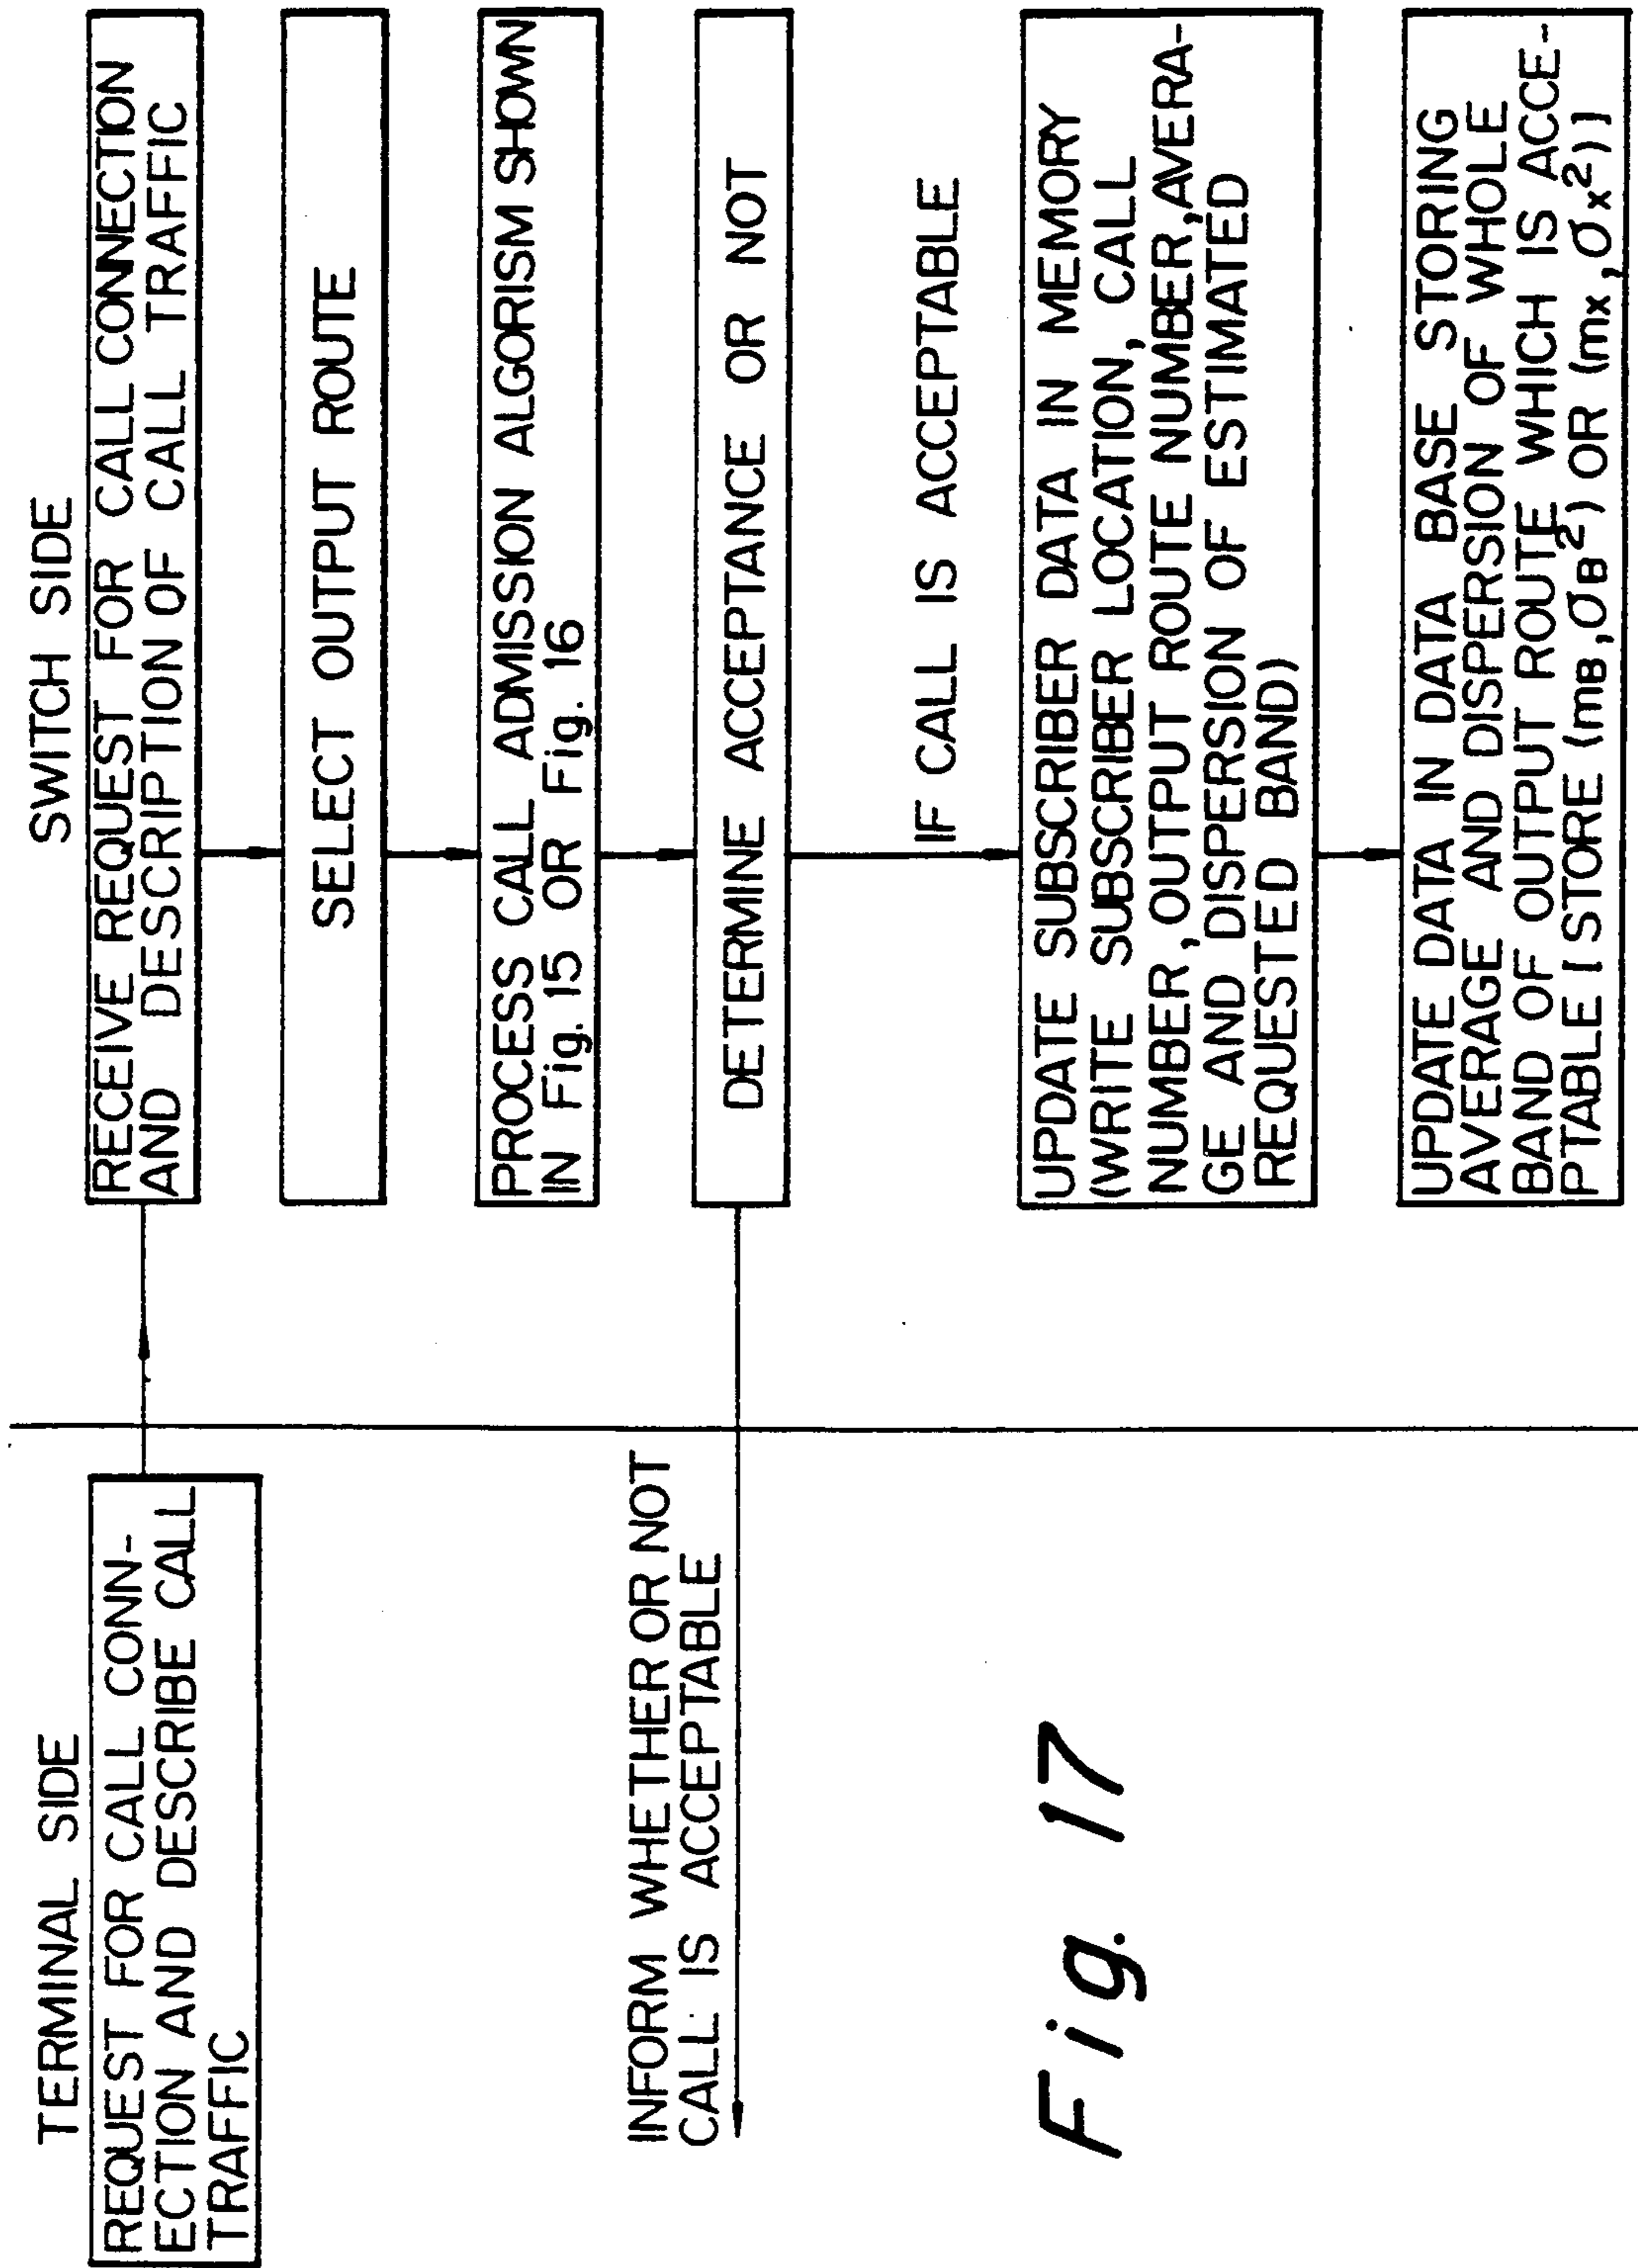 TERMINAL SIDE
REQUEST FOR CALL CONN-
ECTION AND DESCRIBE CALL
TRAFFIC
INFORM WHETHER OR NOT
CALL IS ACCEPTABLE
SWITCH SIDE
RECEIVE REQUEST FOR CALL CONNECTION
AND DESCRIPTION OF CALL TRAFFIC
SELECT OUTPUT ROUTE
PROCESS CALL ADMISSION ALGORISM SHOWN
IN Fig. 15 OR Fig. 16
DETERMINE ACCEPTANCE OR NOT
IF CALL IS ACCEPTABLE
UPDATE SUBSCRIBER DATA IN MEMORY
(WRITE SUBSCRIBER LOCATION, CALL
NUMBER, OUTPUT ROUTE NUMBER, AVERA-
GE AND DISPERSION OF ESTIMATED
REQUESTED BAND)
UPDATE DATA IN DATA BASE STORING
AVERAGE AND DISPERSION OF WHOLE
BAND OF OUTPUT ROUTE WHICH IS ACCE-
PTABLE [STORE (mB, σB²) OR (mx, σx²)]
Fig. 17